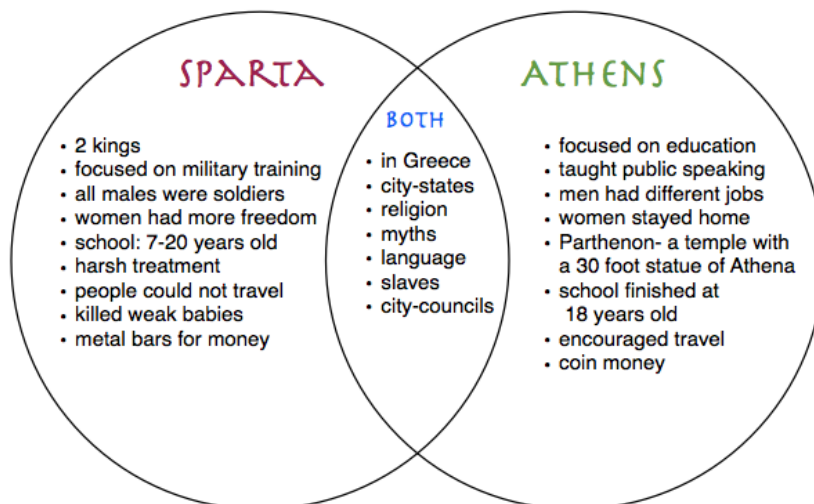 SPARTA
• 2 kings
• focused on military training
• all males were soldiers
• women had more freedom
• school: 7-20 years old
• harsh treatment
• people could not travel
• killed weak babies
• metal bars for money
BOTH
• in Greece
• city-states
• religion
• myths
• language
• slaves
• city-councils
ATHENS
• focused on education
• taught public speaking
• men had different jobs
• women stayed home
• Parthenon- a temple with
a 30 foot statue of Athena
• school finished at
18 years old
• encouraged travel
• coin money